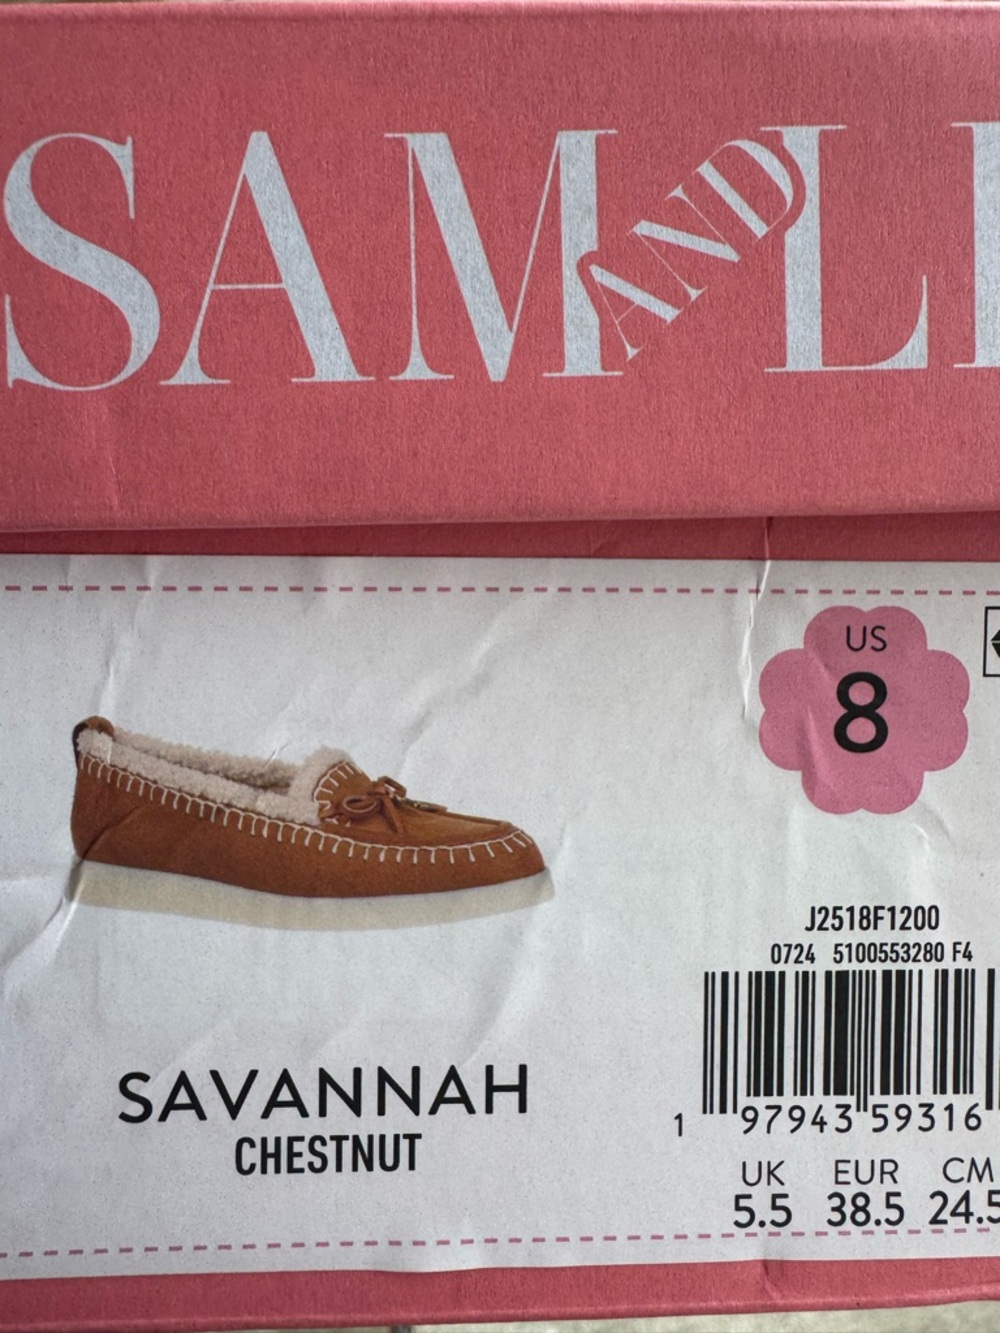 SAM AND LI
US
8
J2518F1200
0724 5100553280 F4
1 97943 59316
SAVANNAH
CHESTNUT
UK EUR CM
5.5 38.5 24.5